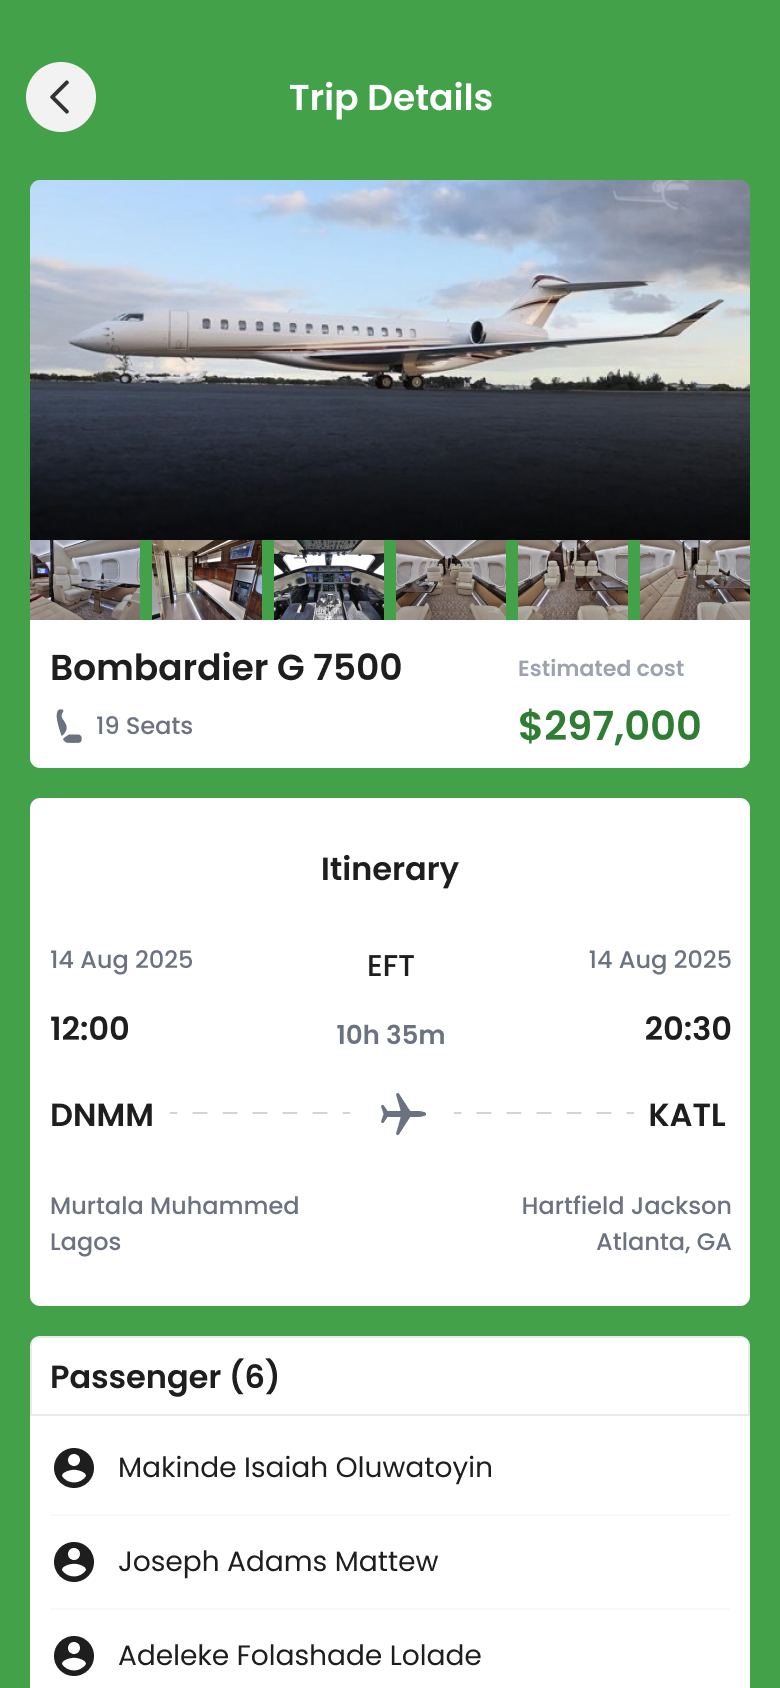 Trip Details
Bombardier G 7500
Estimated cost
19 Seats
$297,000
Itinerary
14 Aug 2025
EFT
14 Aug 2025
12:00
10h 35m
20:30
DNMM
KATL
Murtala Muhammed
Lagos
Hartfield Jackson
Atlanta, GA
Passenger (6)
Makinde Isaiah Oluwatoyin
Joseph Adams Mattew
Adeleke Folashade Lolade